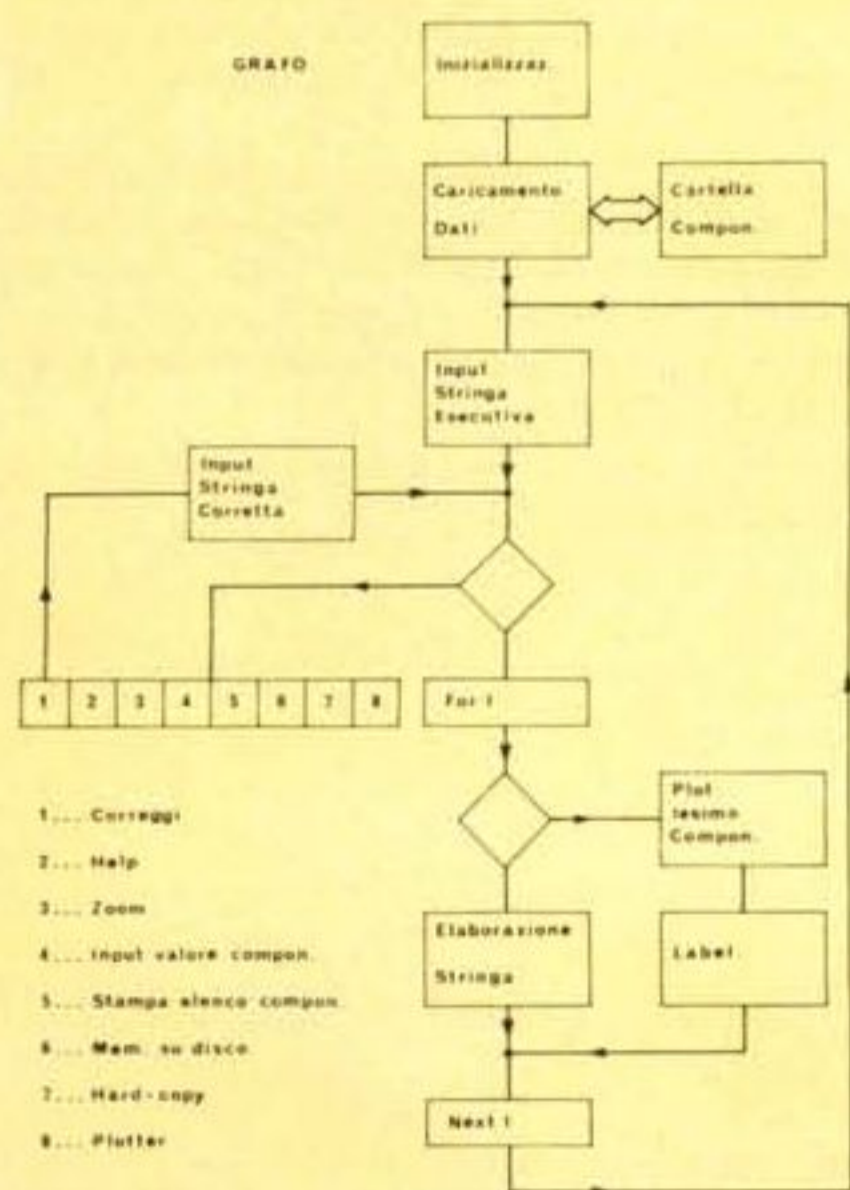 GRAFO
Inizializzaz.
Caricamento
Dati
Cartella
Compon.
Input
Stringa
Esecutiva
Input
Stringa
Corretta
1 2 3 4 5 6 7 8
For I
Plot
Iesimo
Compon.
Elaborazione
Stringa
Label
Next I
1... Correggi
2... Help
3... Zoom
4... Input valore compon.
5... Stampa elenco compon.
6... Mem. su disco
7... Hard-copy
8... Plotter